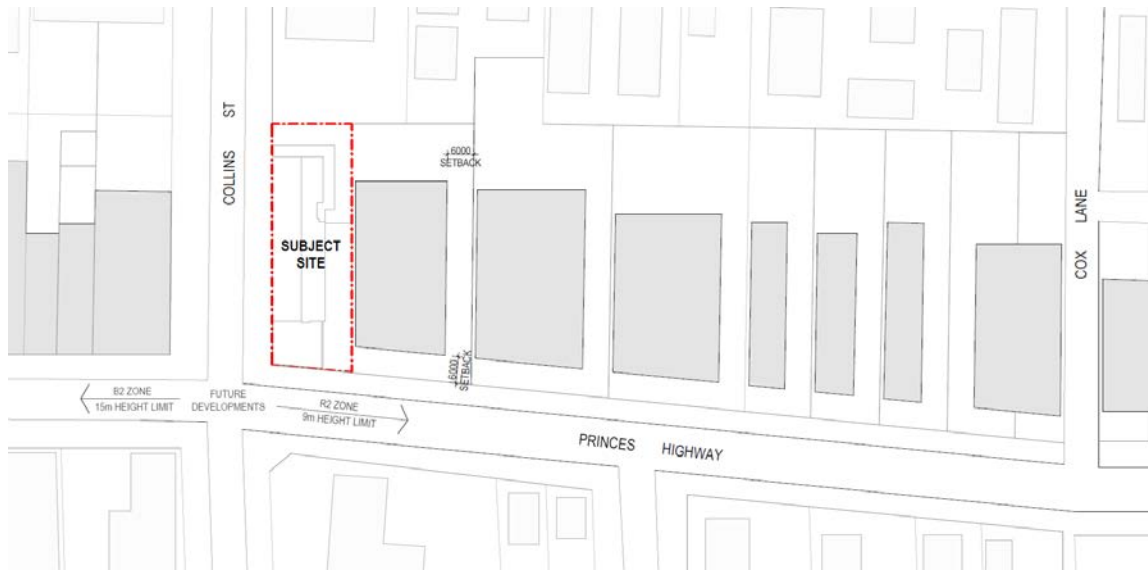 COLLINS ST
6000
SETBACK
SUBJECT
SITE
COX LANE
6000
SETBACK
B2 ZONE
15m HEIGHT LIMIT
FUTURE
DEVELOPMENTS
R2 ZONE
9m HEIGHT LIMIT
PRINCES HIGHWAY